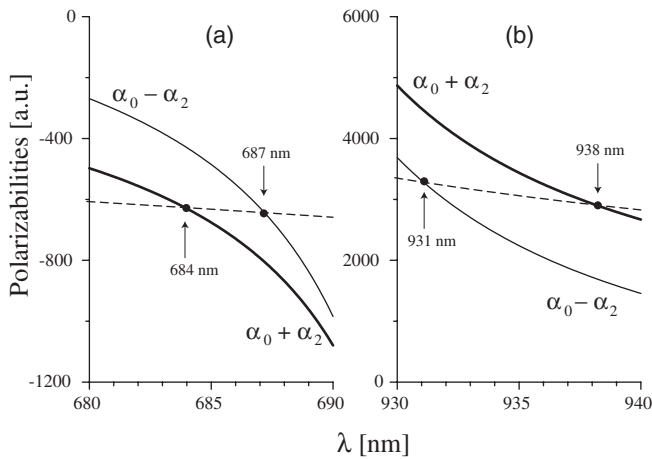 Polarizabilities [a.u.]
0
-400
-800
-1200
(a)
α₀ − α₂
687 nm
684 nm
α₀ + α₂
680
685
690
6000
4000
2000
0
(b)
α₀ + α₂
938 nm
931 nm
α₀ − α₂
930
935
940
λ [nm]